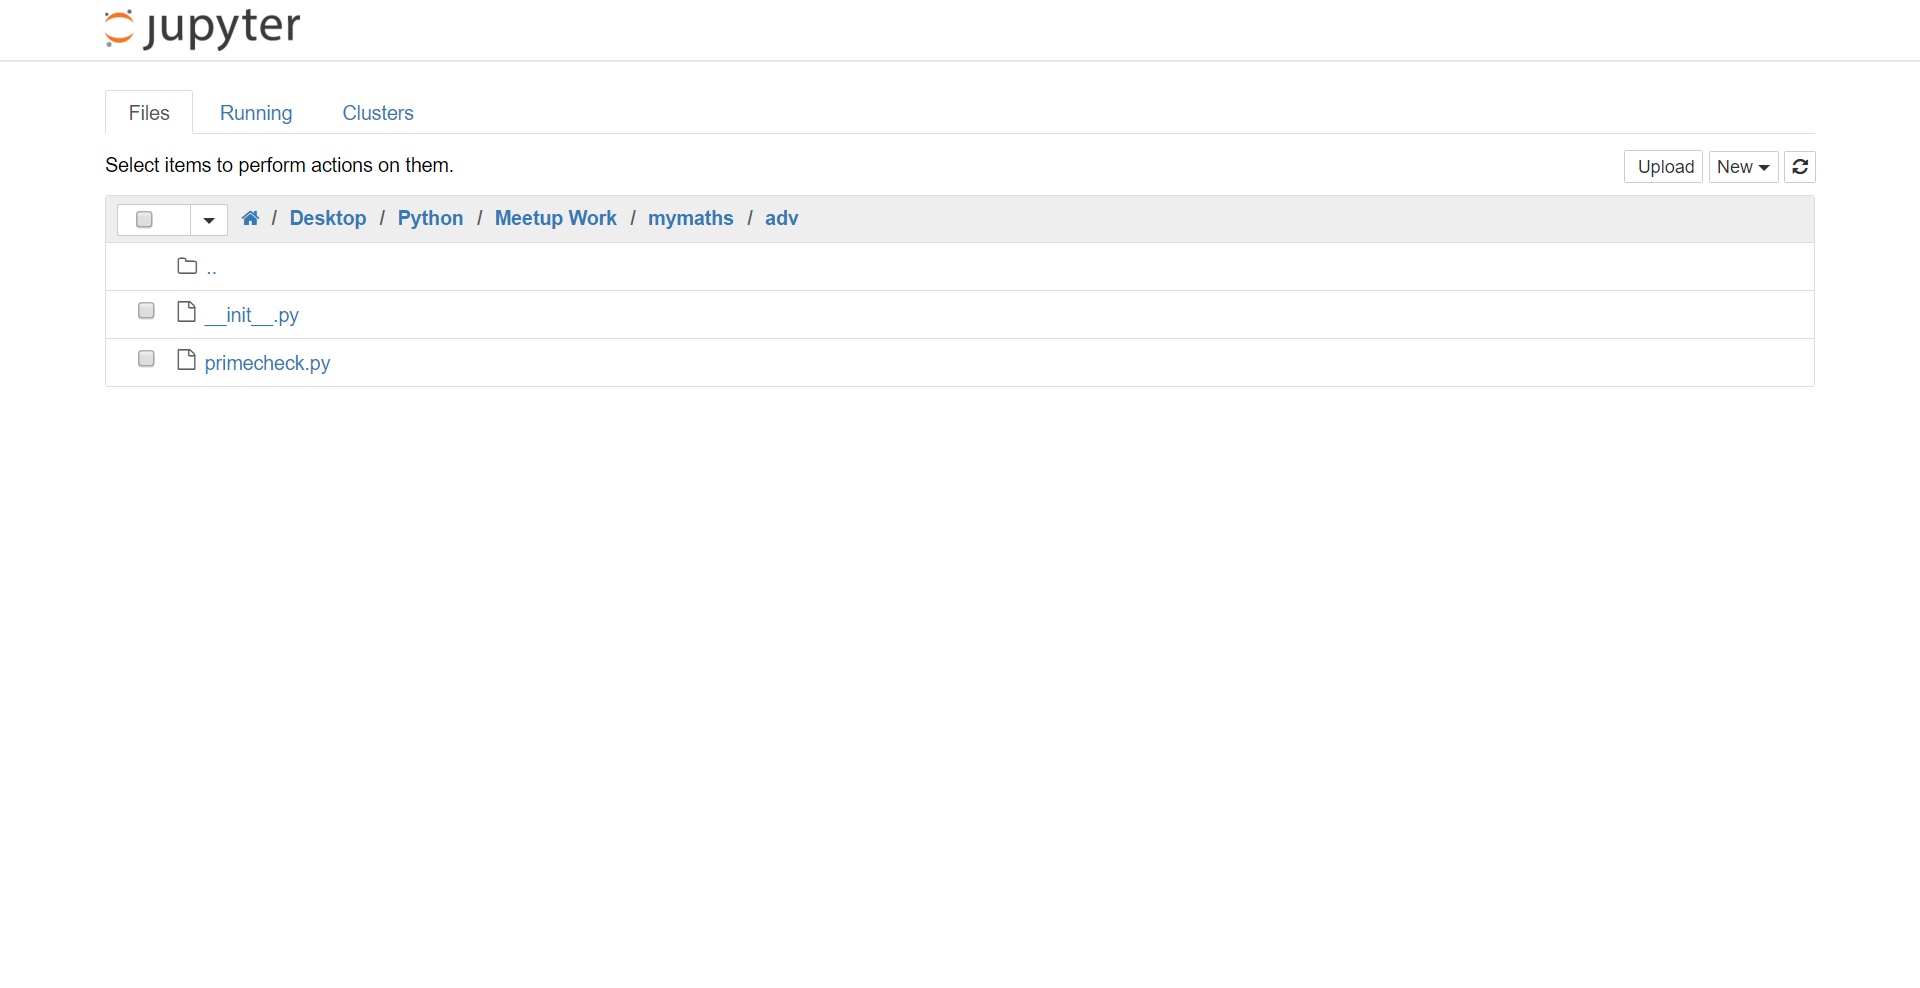 jupyter
Files Running Clusters
Select items to perform actions on them.
Upload New
/ Desktop / Python / Meetup Work / mymaths / adv
..
__init__.py
primecheck.py